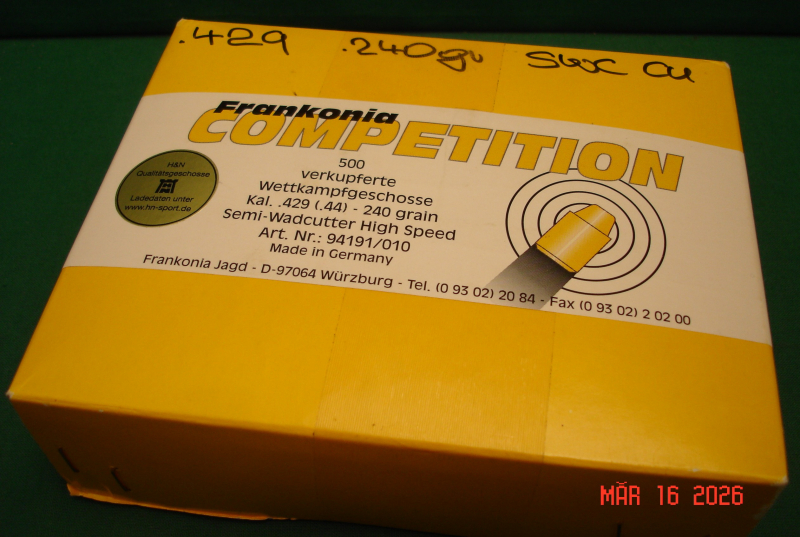 .429 .240gr SWC CU
Frankonia
COMPETITION
500
verkupferte
Wettkampfgeschosse
Kal. .429 (.44) - 240 grain
Semi-Wadcutter High Speed
Art. Nr.: 94191/010
Made in Germany
Frankonia Jagd - D-97064 Würzburg - Tel. (0 93 02) 20 84 - Fax (0 93 02) 2 02 00
H&N
Qualitätsgeschosse
Ladedaten unter
www.hn-sport.de
MÄR 16 2026